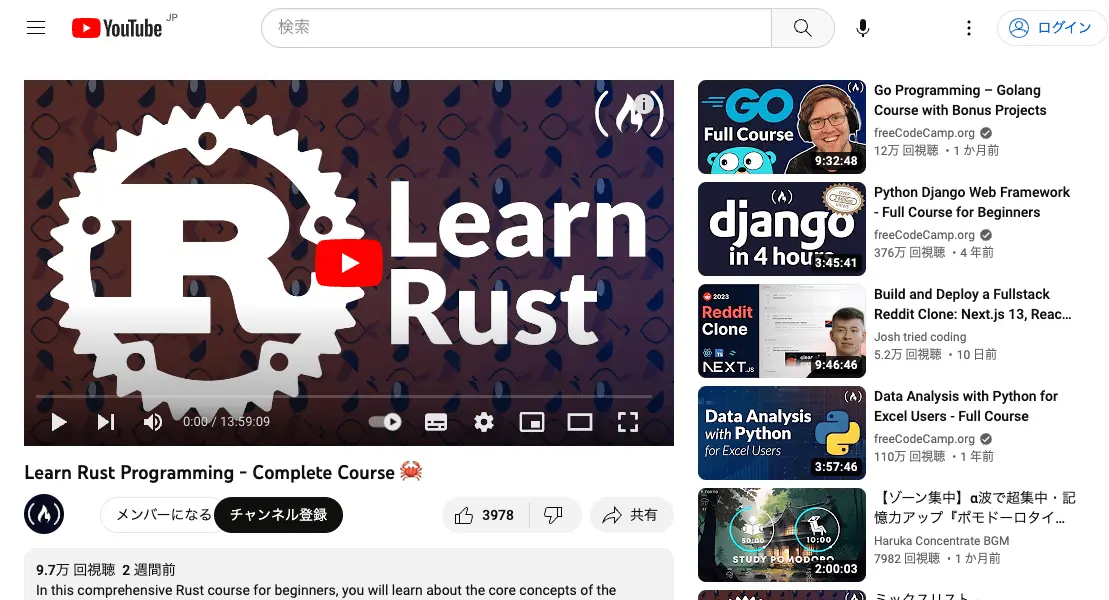 YouTube JP
検索
ログイン
Learn
Rust
0:00 / 13:59:09
Learn Rust Programming - Complete Course 🦀
メンバーになる
チャンネル登録
3978
共有
9.7万 回視聴 2 週間前
In this comprehensive Rust course for beginners, you will learn about the core concepts of the
GO
Full Course
9:32:48
Go Programming – Golang
Course with Bonus Projects
freeCodeCamp.org
12万 回視聴 ・1 か月前
django
in 4 hours
3:45:41
Python Django Web Framework
- Full Course for Beginners
freeCodeCamp.org
376万 回視聴 ・4 年前
2023
Reddit
Clone
NEXT.JS
9:46:46
Build and Deploy a Fullstack
Reddit Clone: Next.js 13, Reac...
Josh tried coding
5.2万 回視聴 ・10 日前
Data Analysis
with Python
for Excel Users
3:57:46
Data Analysis with Python for
Excel Users - Full Course
freeCodeCamp.org
110万 回視聴 ・1 年前
50:00
10:00
STUDY POMODORO
2:00:03
【ゾーン集中】α波で超集中・記
憶力アップ『ポモドーロタイ...
Haruka Concentrate BGM
7982 回視聴 ・1 か月前